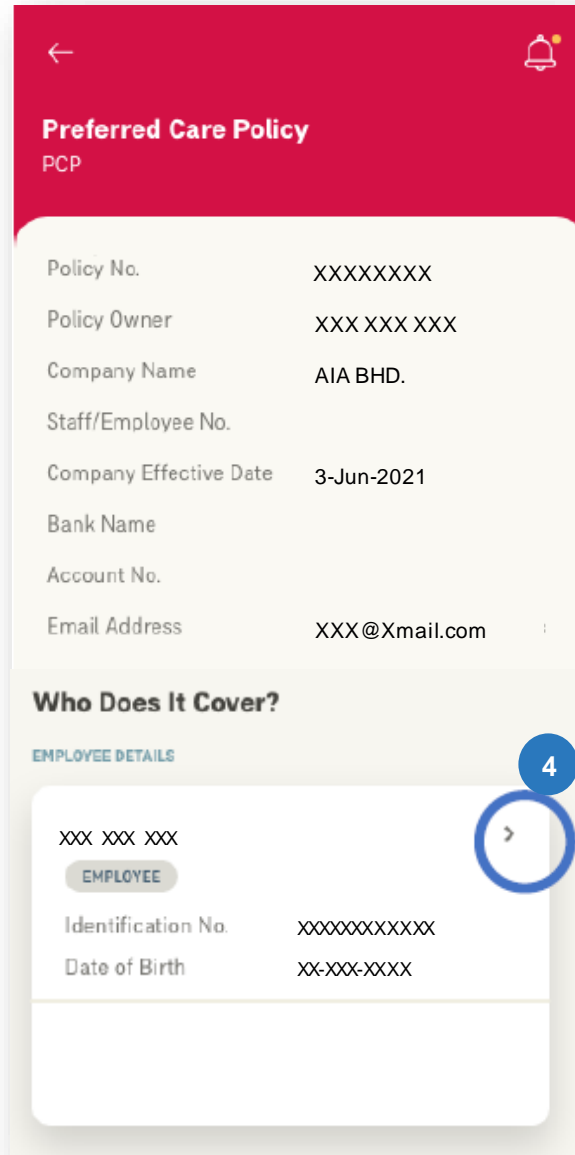 Preferred Care Policy
PCP
Policy No. XXXXXXXX
Policy Owner XXX XXX XXX
Company Name AIA BHD.
Staff/Employee No.
Company Effective Date 3-Jun-2021
Bank Name
Account No.
Email Address XXX@Xmail.com
Who Does It Cover?
EMPLOYEE DETAILS
4
XXX XXX XXX
EMPLOYEE
Identification No. XXXXXXXXXXXX
Date of Birth XX-XXX-XXXX